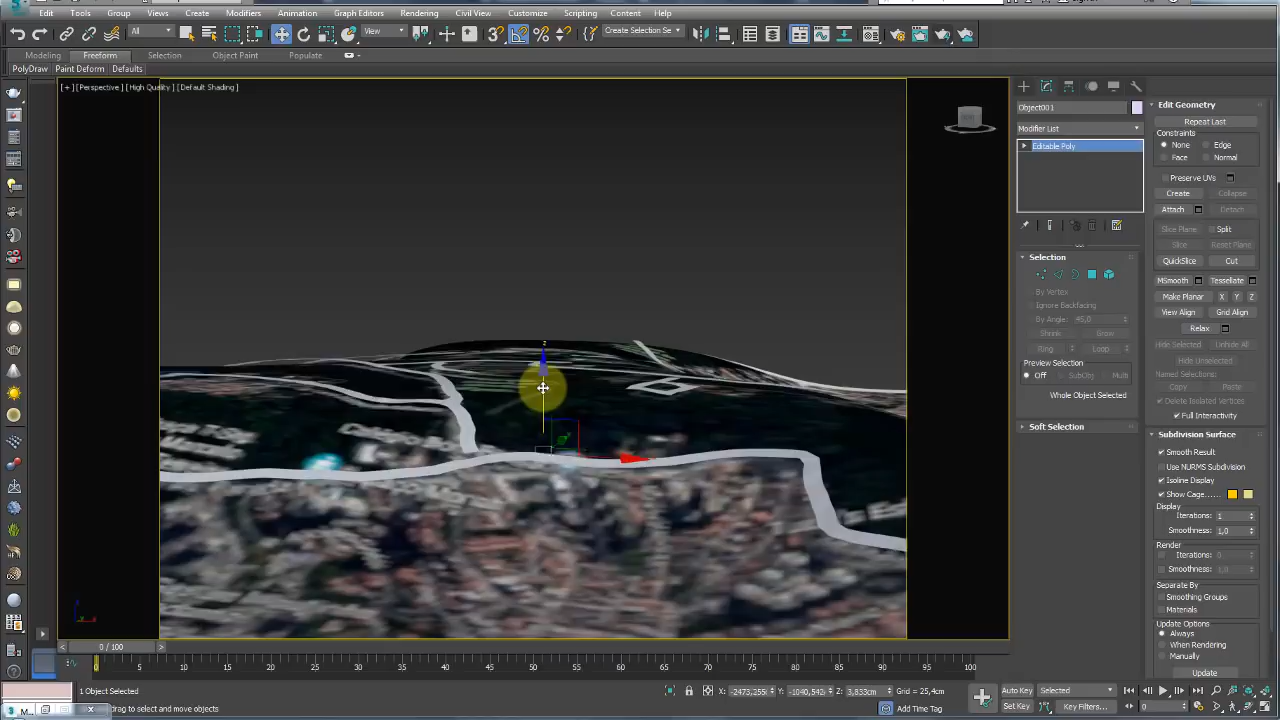 Edit Tools Group Views Create Modifiers Animation Graph Editors Rendering Civil View Customize Scripting Content Help
All View Create Selection Se
Modeling Freeform Selection Object Paint Populate
PolyDraw Paint Deform Defaults
[+] [Perspective] [High Quality] [Default Shading]
Object001
Modifier List
Editable Poly
Selection
By Vertex
Ignore Backfacing
By Angle: 45,0
Shrink Grow
Ring Loop
Preview Selection
Off SubObj Multi
Whole Object Selected
Soft Selection
Edit Geometry
Repeat Last
Constraints
None Edge
Face Normal
Preserve UVs
Create Collapse
Attach Detach
Slice Plane Split
Slice Reset Plane
QuickSlice Cut
MSmooth Tessellate
Make Planar X Y Z
View Align Grid Align
Relax
Hide Selected Unhide All
Hide Unselected
Named Selections:
Copy Paste
Delete Isolated Vertices
Full Interactivity
Subdivision Surface
Smooth Result
Use NURMS Subdivision
Isoline Display
Show Cage......
Display
Iterations: 1
Smoothness: 1,0
Render
Iterations: 0
Smoothness: 1,0
Separate By
Smoothing Groups
Materials
Update Options
Always
When Rendering
Manually
Update
0 / 100
0 5 10 15 20 25 30 35 40 45 50 55 60 65 70 75 80 85 90 95 100
1 Object Selected
X: -2473,256 Y: -1040,542 Z: 3,833cm Grid = 25,4cm
Auto Key Selected
drag to select and move objects
Add Time Tag
Set Key Key Filters...
0